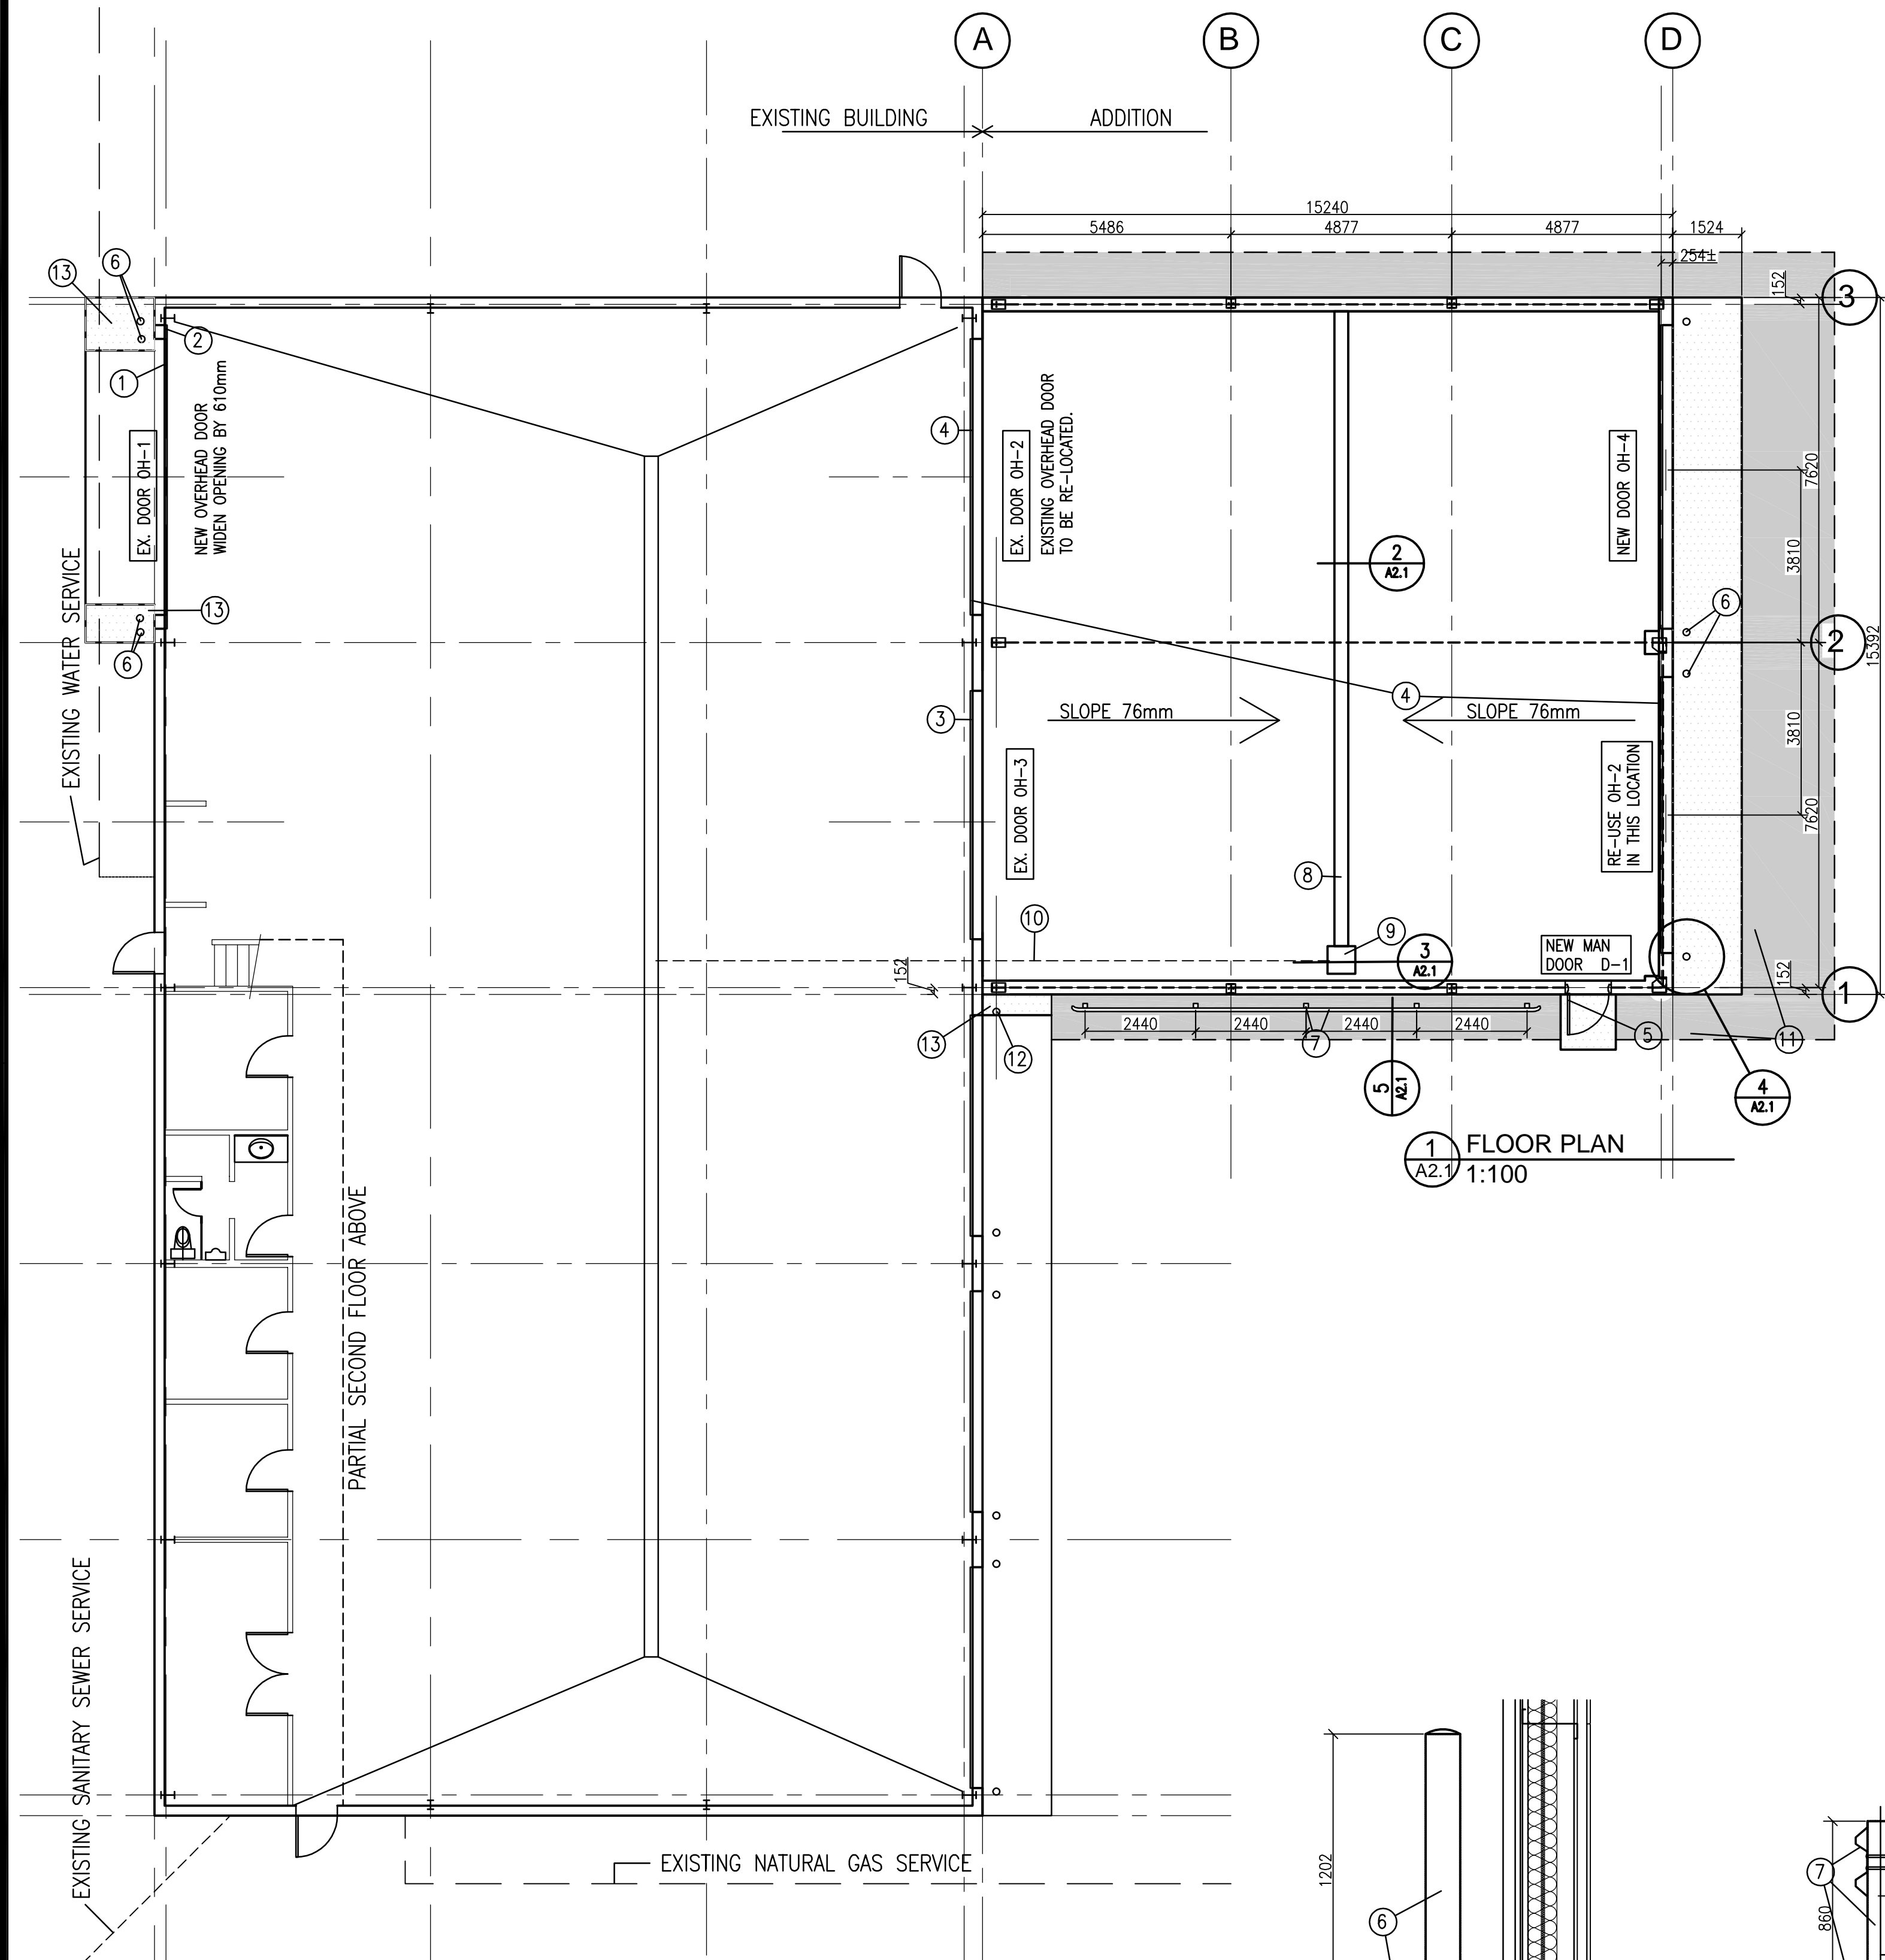 A
B
C
D
EXISTING BUILDING
ADDITION
15240
5486
4877
4877
1524
254±
152
3
13
6
2
1
NEW OVERHEAD DOOR
WIDEN OPENING BY 610mm
EX. DOOR OH-1
4
EX. DOOR OH-2
EXISTING OVERHEAD DOOR
TO BE RE-LOCATED.
NEW DOOR OH-4
7620
3810
2
A2.1
EXISTING WATER SERVICE
13
6
6
2
15392
3
4
SLOPE 76mm
SLOPE 76mm
3810
7620
EX. DOOR OH-3
RE-USE OH-2
IN THIS LOCATION
8
10
9
3
A2.1
NEW MAN
DOOR D-1
152
152
1
2440
2440
2440
2440
13
12
7
5
11
5
A2.1
4
A2.1
1
A2.1
FLOOR PLAN
1:100
PARTIAL SECOND FLOOR ABOVE
EXISTING SANITARY SEWER SERVICE
EXISTING NATURAL GAS SERVICE
1202
6
7
860